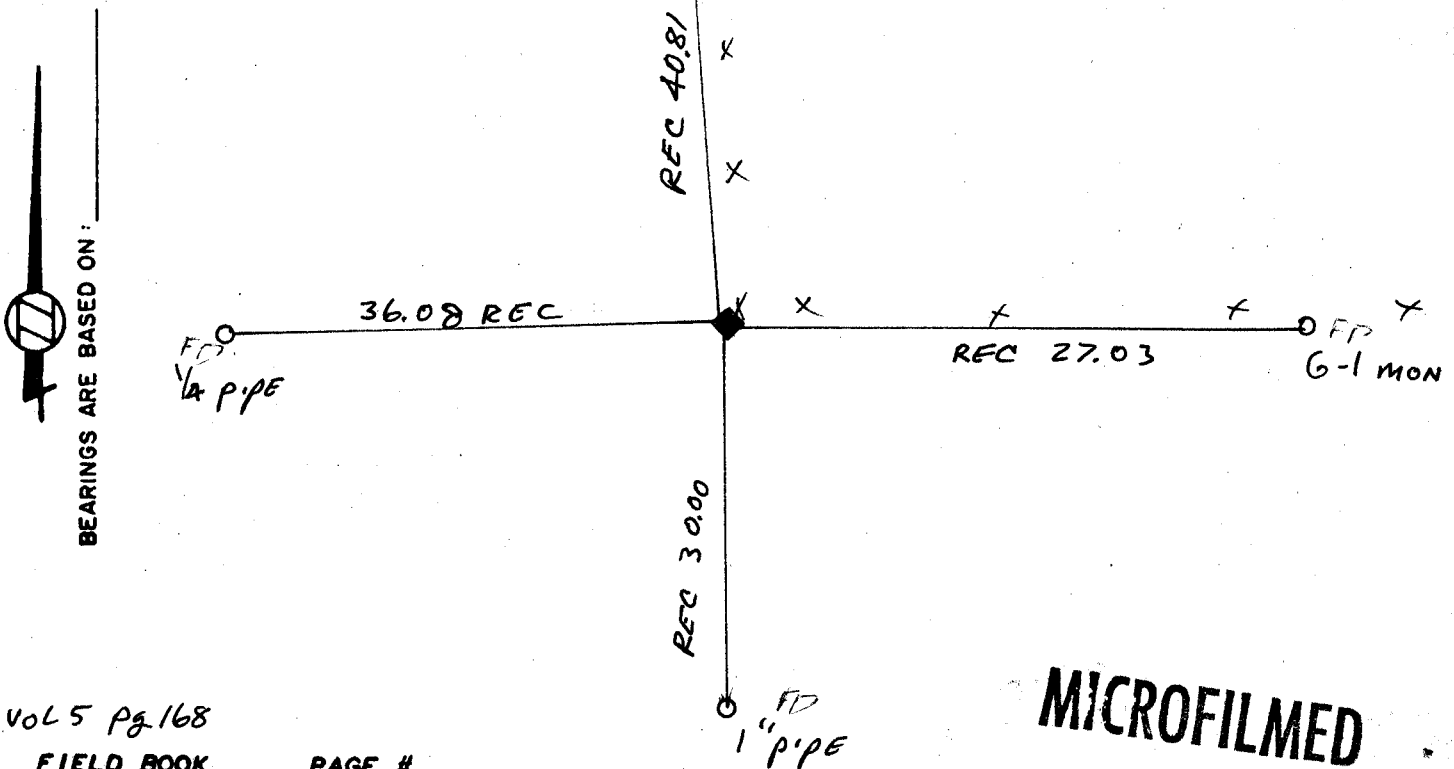 REC 40.81
BEARINGS ARE BASED ON:
36.08 REC
FD
1/4 PIPE
REC 27.03
FD
G-1 MON
REC 30.00
FD
1" PIPE
VOL 5 Pg 168
FIELD BOOK PAGE #
MICROFILMED